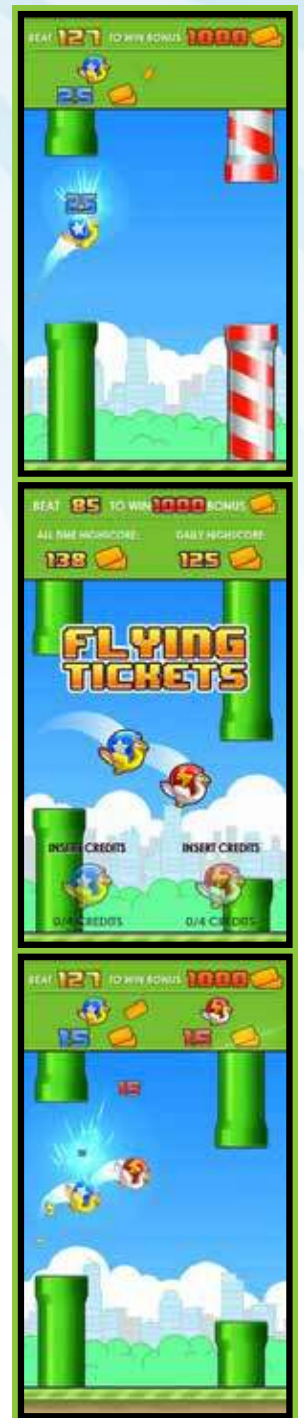 BEAT 127 TO WIN BONUS 1000
25
25
BEAT 85 TO WIN 1000 BONUS
ALL TIME HIGHSCORE: DAILY HIGHSCORE:
138 125
FLYING
TICKETS
INSERT CREDITS INSERT CREDITS
0/4 CREDITS 0/4 CREDITS
BEAT 127 TO WIN BONUS 1000
15 15
15